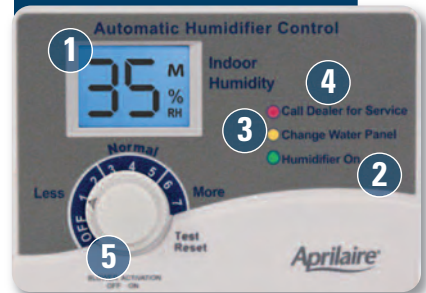 Automatic Humidifier Control
1
35 M % RH
Indoor
Humidity
4
Call Dealer for Service
3
Change Water Panel
Humidifier On
2
Normal
Less
More
OFF 1 2 3 4 5 6 7
Test
Reset
5
Aprilaire
ACTIVATION
OFF ON